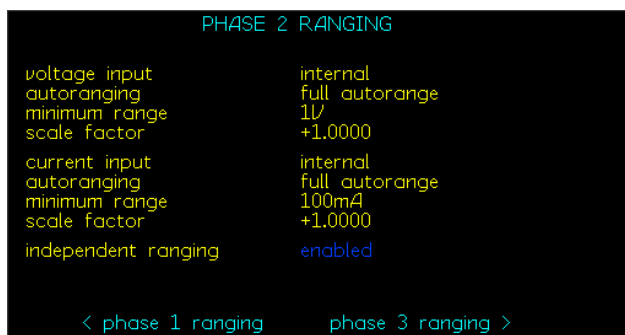 PHASE 2 RANGING
voltage input internal
autoranging full autorange
minimum range 1V
scale factor +1.0000
current input internal
autoranging full autorange
minimum range 100mA
scale factor +1.0000
independent ranging enabled
< phase 1 ranging phase 3 ranging >